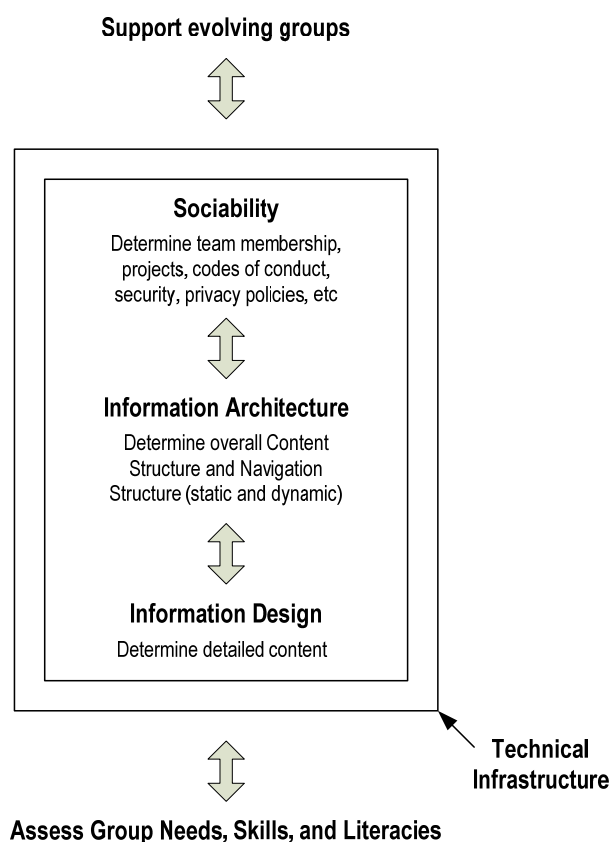 Support evolving groups
Sociability
Determine team membership,
projects, codes of conduct,
security, privacy policies, etc
Information Architecture
Determine overall Content
Structure and Navigation
Structure (static and dynamic)
Information Design
Determine detailed content
Technical
Infrastructure
Assess Group Needs, Skills, and Literacies